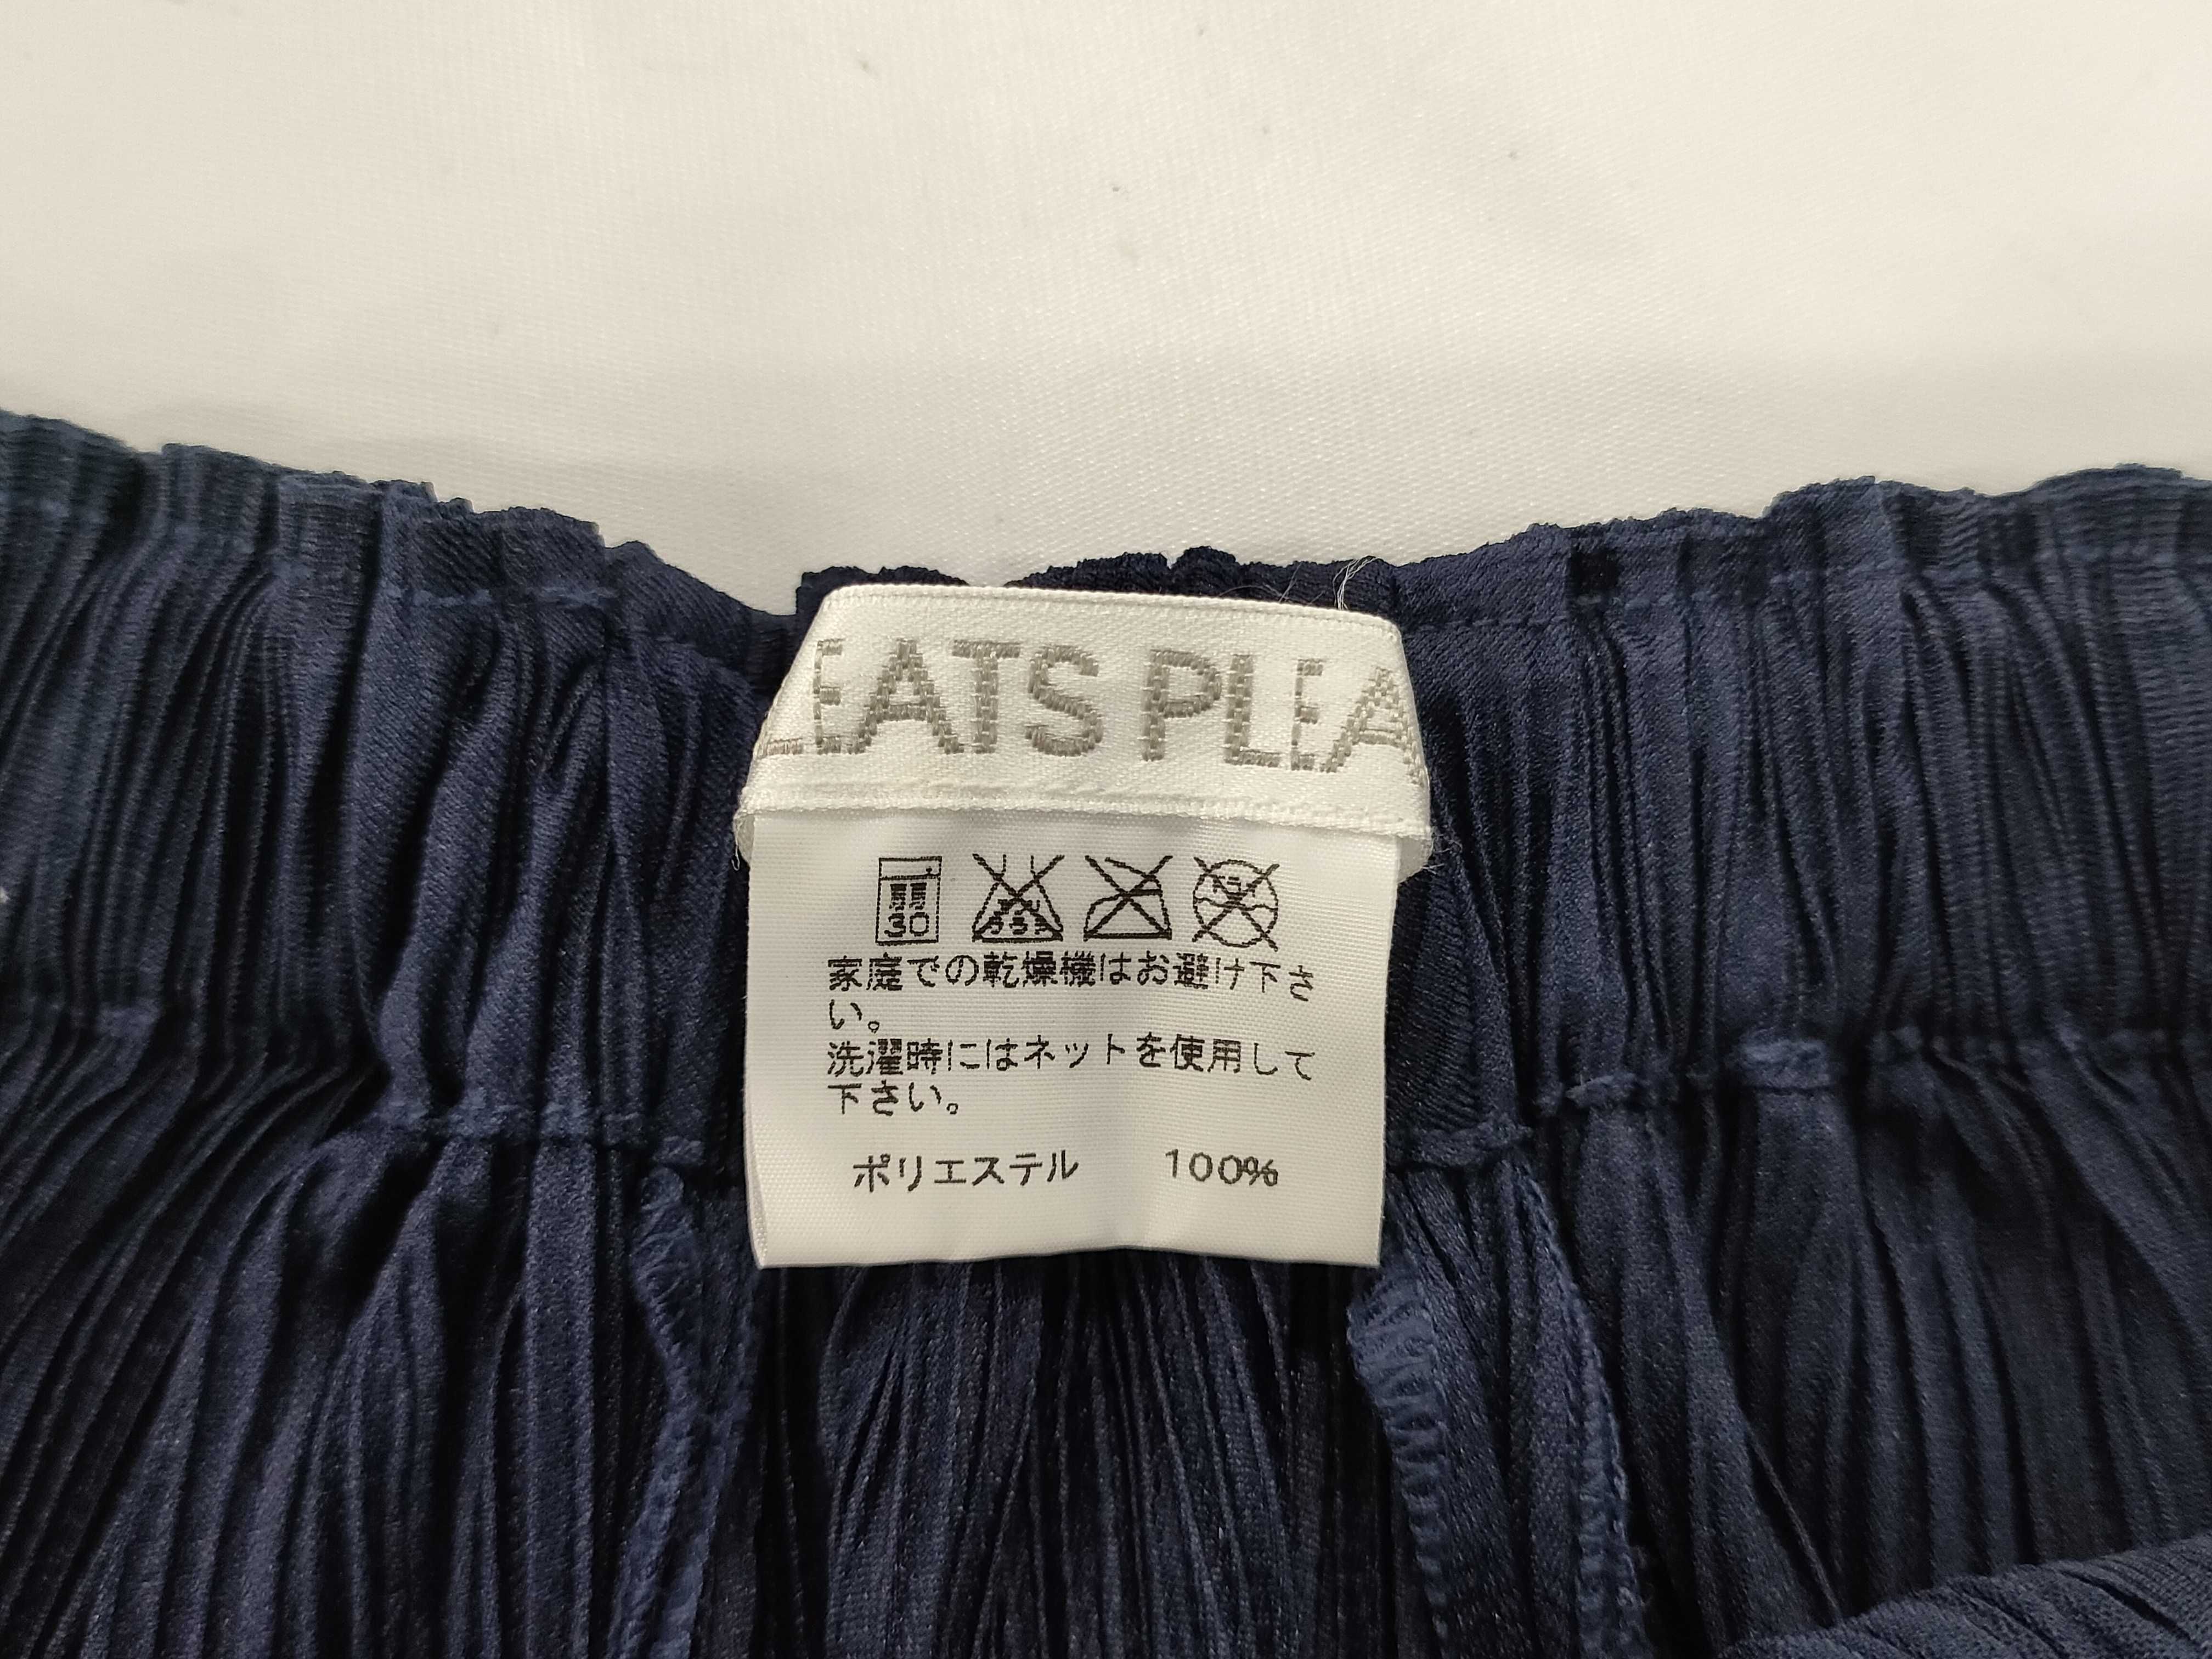 LEATS PLEA
30
家庭での乾燥機はお避け下さ
い。
洗濯時にはネットを使用して
下さい。
ポリエステル 100%